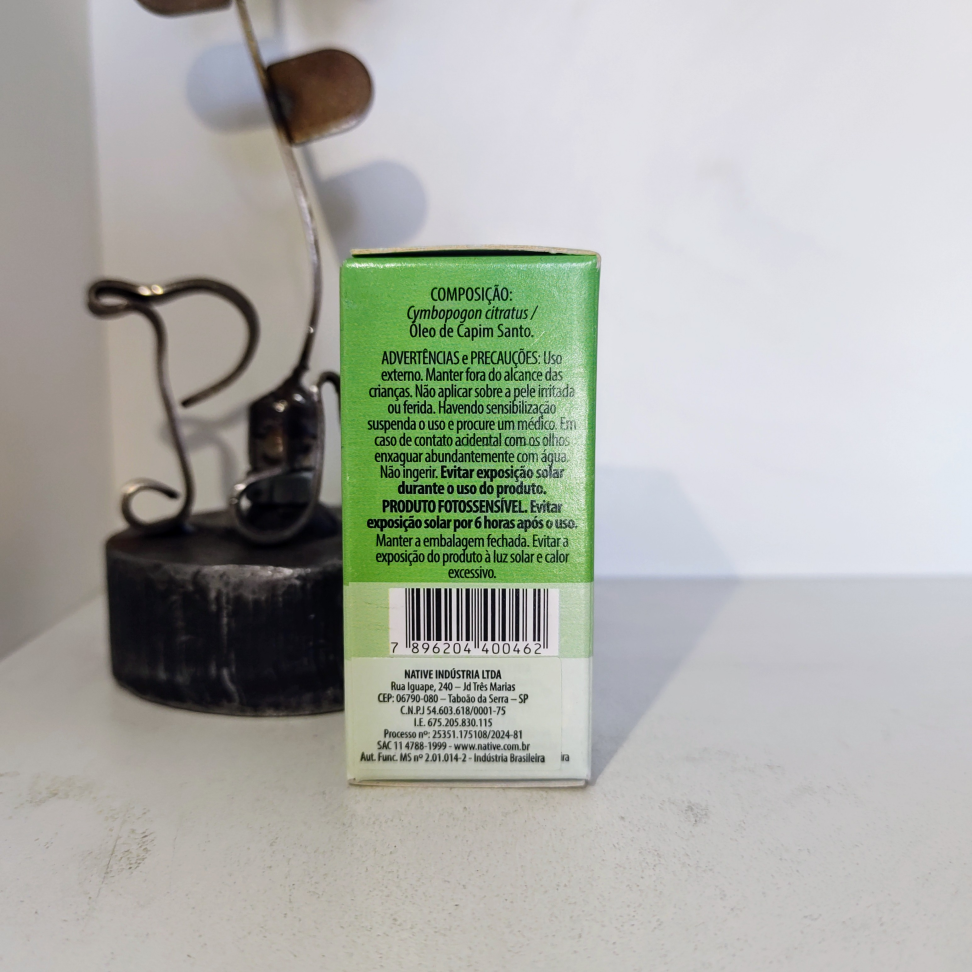 COMPOSIÇÃO:
Cymbopogon citratus /
Óleo de Capim Santo.
ADVERTÊNCIAS e PRECAUÇÕES: Uso
externo. Manter fora do alcance das
crianças. Não aplicar sobre a pele irritada
ou ferida. Havendo sensibilização
suspenda o uso e procure um médico. Em
caso de contato acidental com os olhos
enxaguar abundantemente com água.
Não ingerir. Evitar exposição solar
durante o uso do produto.
PRODUTO FOTOSSENSÍVEL. Evitar
exposição solar por 6 horas após o uso.
Manter a embalagem fechada. Evitar a
exposição do produto à luz solar e calor
excessivo.
7 896204 400462
NATIVE INDÚSTRIA LTDA
Rua Iguape, 240 – Jd Três Marias
CEP: 06790-080 – Taboão da Serra – SP
C.N.P.J 54.603.618/0001-75
I.E. 675.205.830.115
Processo nº: 25351.175108/2024-81
SAC 11 4788-1999 - www.native.com.br
Aut. Func. MS nº 2.01.014-2 - Indústria Brasileira ira